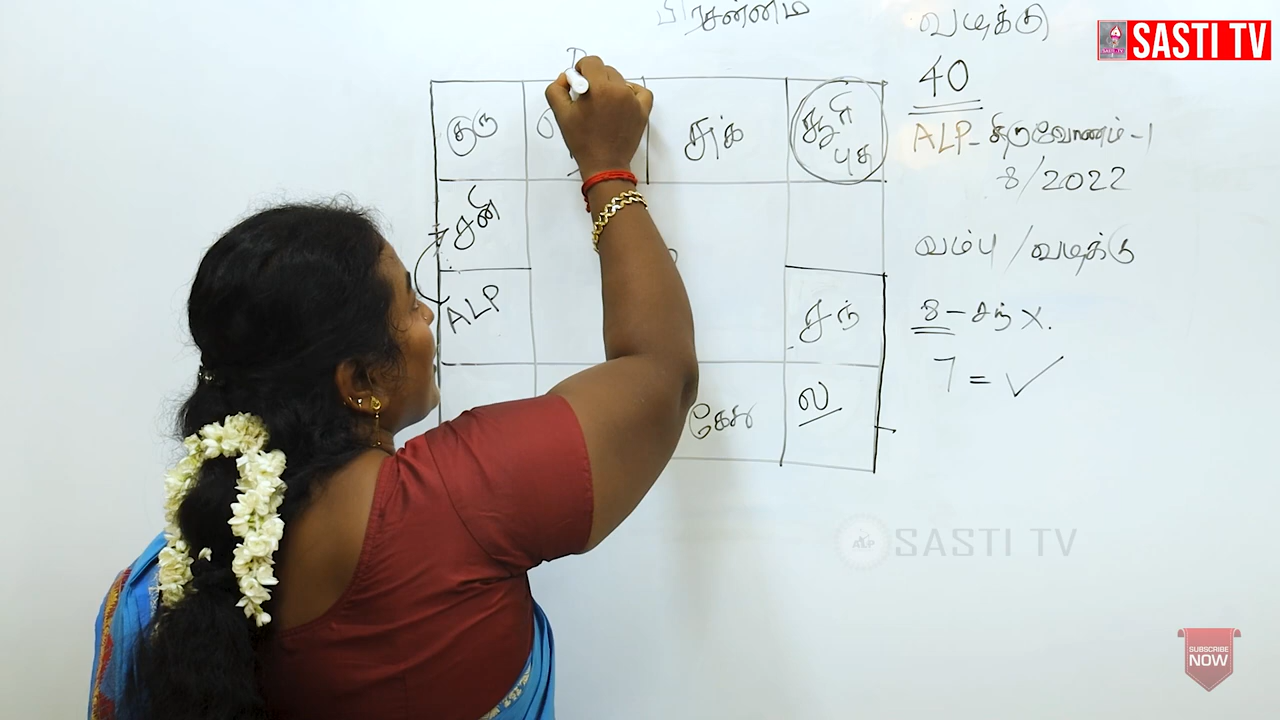 பிரசன்னம்
வழக்கு
SASTI TV
40
ALP - திருவோணம் - 1
8/2022
குரு
சுக்
சூரி
புத
சனி
வம்பு / வழக்கு
ALP
சந்
8 - சந் X.
7 = ✓
கேது
ல
SASTI TV
SUBSCRIBE
NOW